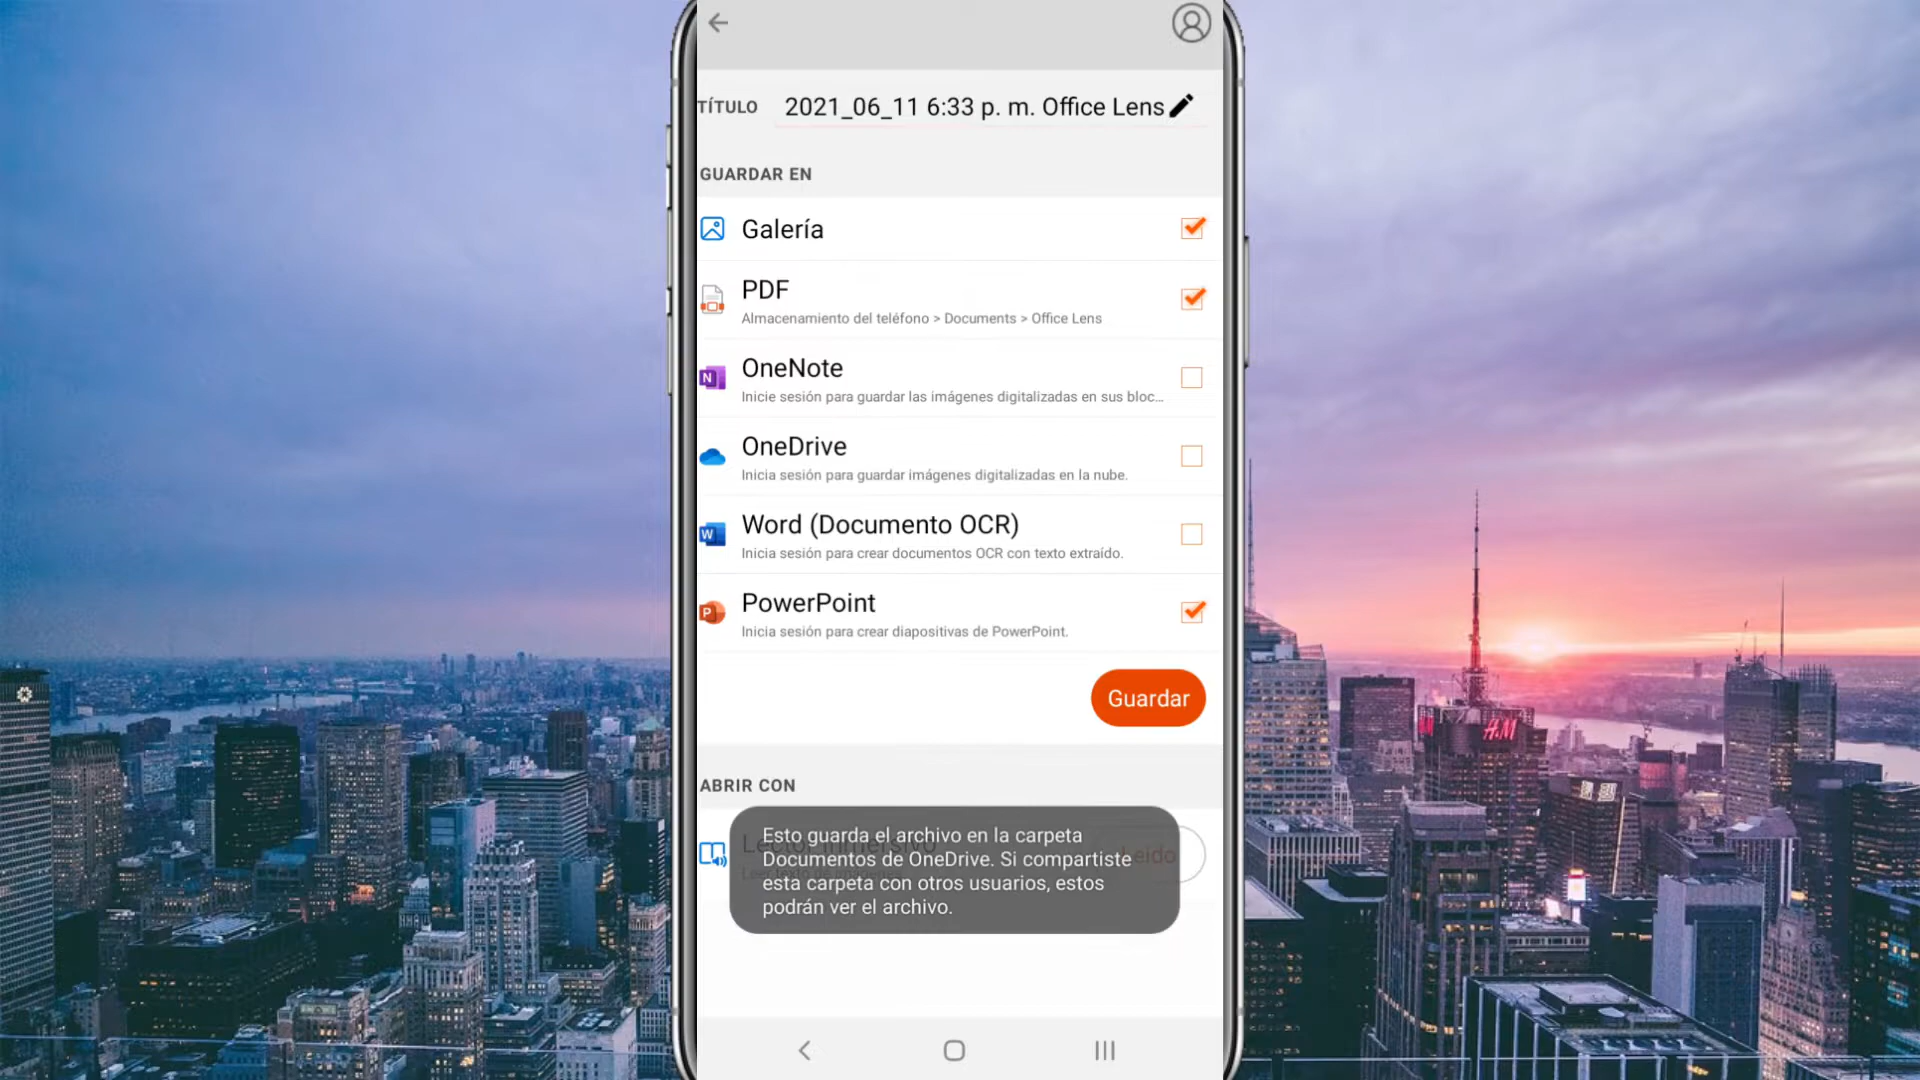 TÍTULO
2021_06_11 6:33 p. m. Office Lens
GUARDAR EN
Galería
PDF
Almacenamiento del teléfono > Documents > Office Lens
N
OneNote
Inicie sesión para guardar las imágenes digitalizadas en sus bloc...
OneDrive
Inicia sesión para guardar imágenes digitalizadas en la nube.
W
Word (Documento OCR)
Inicia sesión para crear documentos OCR con texto extraído.
P
PowerPoint
Inicia sesión para crear diapositivas de PowerPoint.
Guardar
ABRIR CON
Lector inmersivo
Leído
Esto guarda el archivo en la carpeta
Documentos de OneDrive. Si compartiste
esta carpeta con otros usuarios, estos
podrán ver el archivo.
H&M